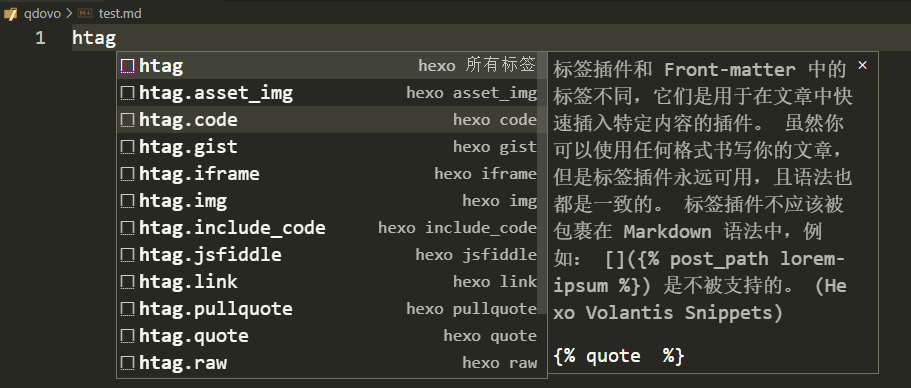 qdovo > test.md
1 htag
htag hexo 所有标签
htag.asset_img hexo asset_img
htag.code hexo code
htag.gist hexo gist
htag.iframe hexo iframe
htag.img hexo img
htag.include_code hexo include_code
htag.jsfiddle hexo jsfiddle
htag.link hexo link
htag.pullquote hexo pullquote
htag.quote hexo quote
htag.raw hexo raw
标签插件和 Front-matter 中的
标签不同，它们是用于在文章中快
速插入特定内容的插件。 虽然你
可以使用任何格式书写你的文章，
但是标签插件永远可用，且语法也
都是一致的。 标签插件不应该被
包裹在 Markdown 语法中，例
如： []({% post_path lorem-
ipsum %}) 是不被支持的。 (He
xo Volantis Snippets)
{% quote  %}